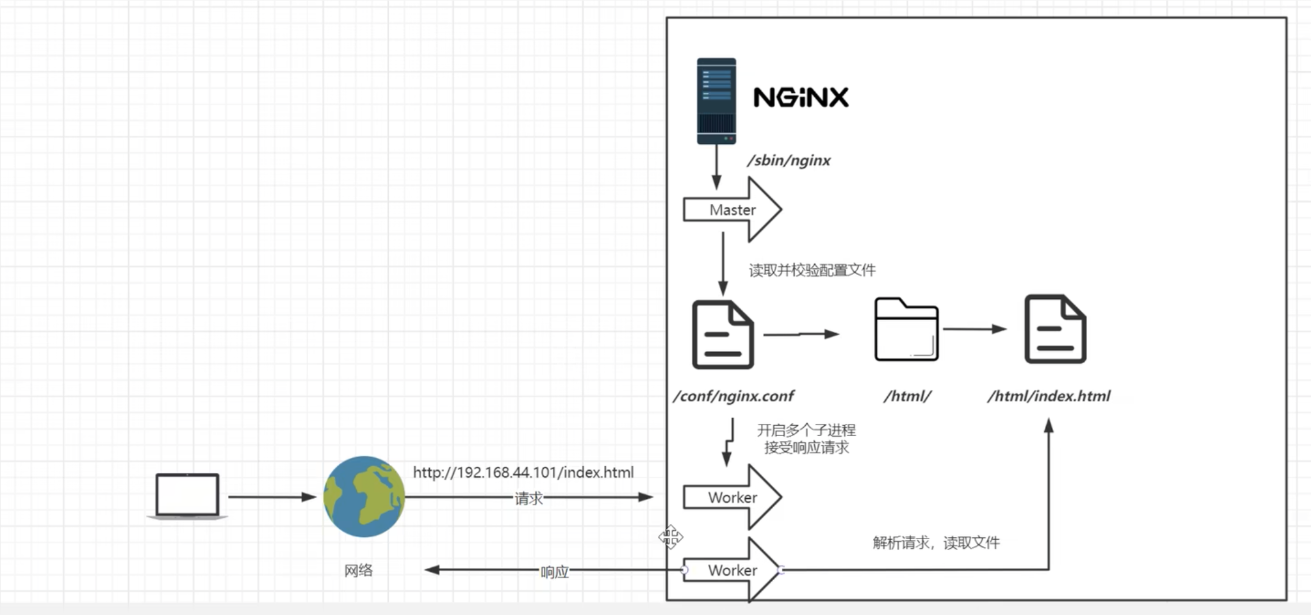 NGiNX
/sbin/nginx
Master
读取并校验配置文件
/conf/nginx.conf
/html/
/html/index.html
开启多个子进程
接受响应请求
http://192.168.44.101/index.html
请求
Worker
解析请求，读取文件
网络
响应
Worker